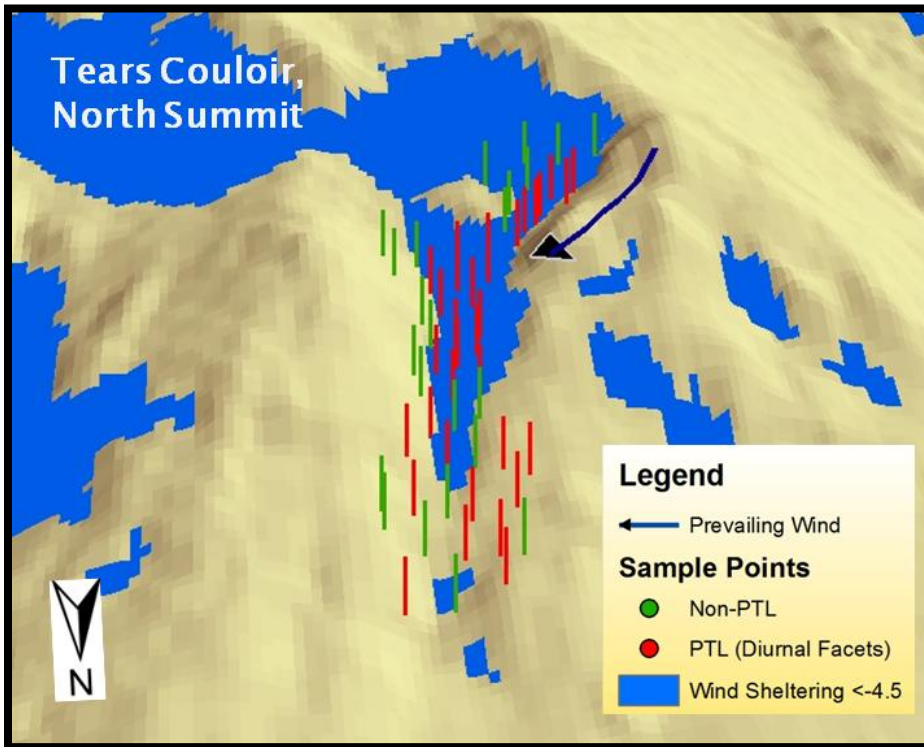 Tears Couloir,
North Summit
Legend
Prevailing Wind
Sample Points
Non-PTL
PTL (Diurnal Facets)
Wind Sheltering <-4.5
N